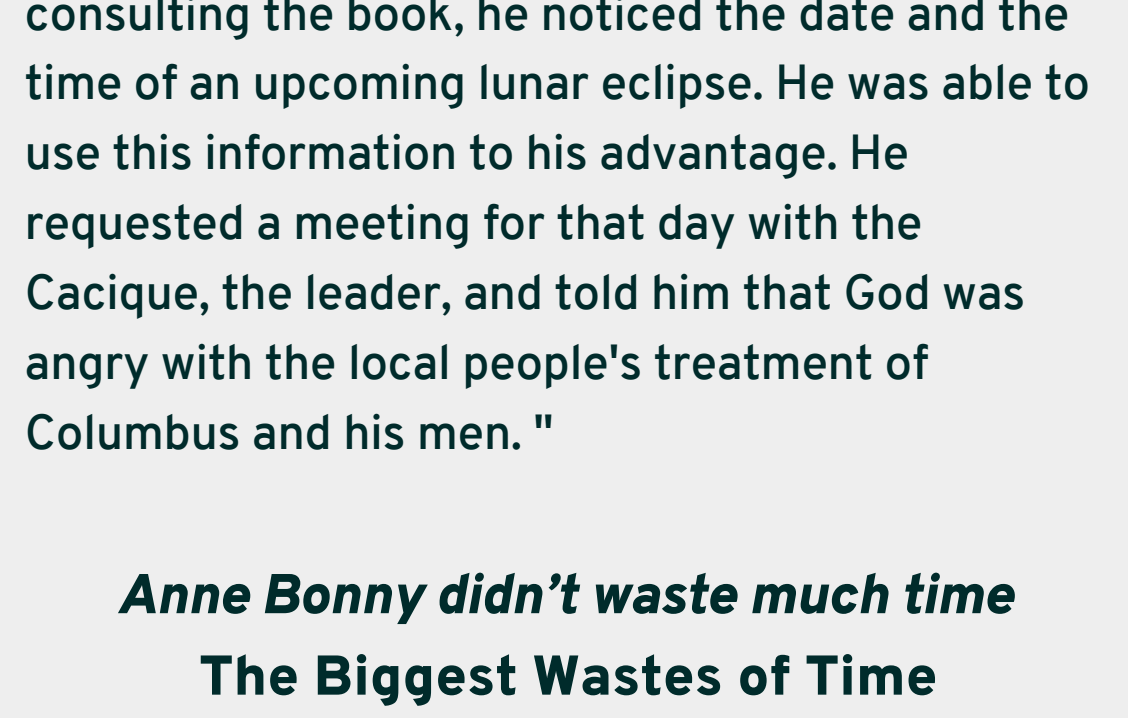 consulting the book, he noticed the date and the
time of an upcoming lunar eclipse. He was able to
use this information to his advantage. He
requested a meeting for that day with the
Cacique, the leader, and told him that God was
angry with the local people's treatment of
Columbus and his men. "
Anne Bonny didn’t waste much time
The Biggest Wastes of Time